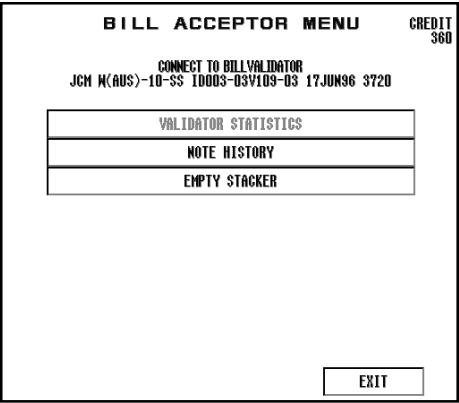 BILL ACCEPTOR MENU
CREDIT
360
CONNECT TO BILLVALIDATOR
JCM W(AUS)-10-SS ID003-03V109-03 17JUN96 3720
VALIDATOR STATISTICS
NOTE HISTORY
EMPTY STACKER
EXIT